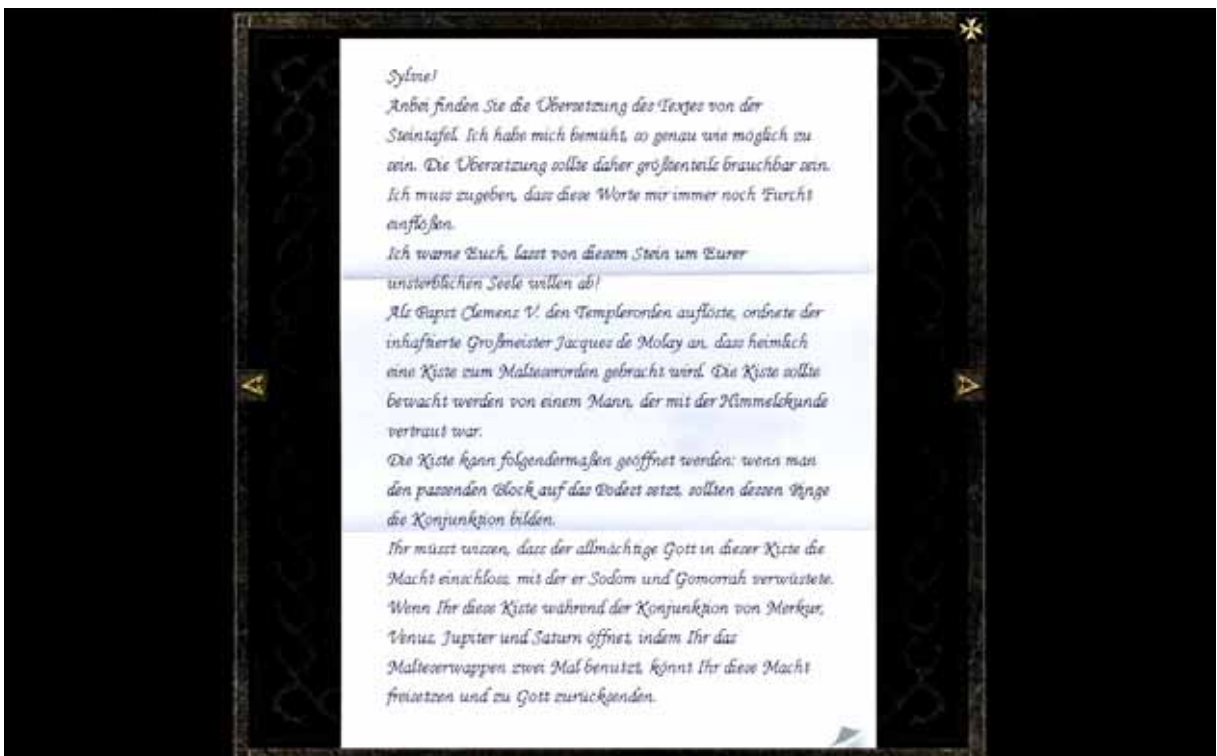 Sylvie!
Anbei finden Sie die Übersetzung des Textes von der
Steintafel. Ich habe mich bemüht, so genau wie möglich zu
sein. Die Übersetzung sollte daher größtenteils brauchbar sein.
Ich muss zugeben, dass diese Worte mir immer noch Furcht
einflößen.
Ich warne Euch, lasst von diesem Stein um Eurer
unsterblichen Seele willen ab!
Als Papst Clemens V. den Templerorden auflöste, ordnete der
inhaftierte Großmeister Jacques de Molay an, dass heimlich
eine Kiste zum Malteserorden gebracht wird. Die Kiste sollte
bewacht werden von einem Mann, der mit der Himmelskunde
vertraut war.
Die Kiste kann folgendermaßen geöffnet werden: wenn man
den passenden Block auf das Podest setzt, sollten dessen Ringe
die Konjunktion bilden.
Ihr müsst wissen, dass der allmächtige Gott in dieser Kiste die
Macht einschloss, mit der er Sodom und Gomorrah verwüstete.
Wenn Ihr diese Kiste während der Konjunktion von Merkur,
Venus, Jupiter und Saturn öffnet, indem Ihr das
Malteserwappen zwei Mal benutzt, könnt Ihr diese Macht
freisetzen und zu Gott zurücksenden.